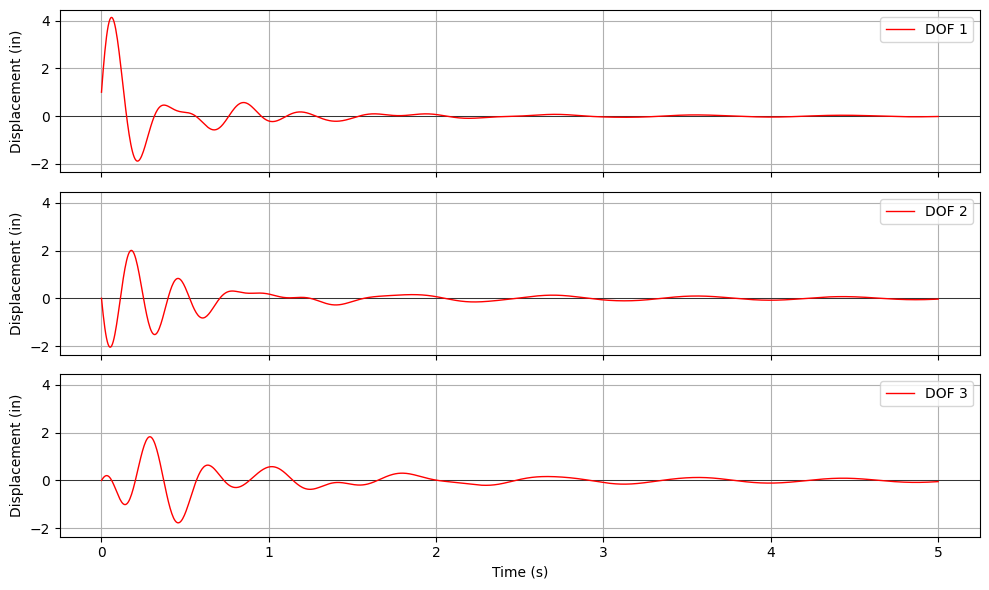 4
2
0
−2
Displacement (in)
DOF 1
4
2
0
−2
Displacement (in)
DOF 2
4
2
0
−2
Displacement (in)
DOF 3
0 1 2 3 4 5
Time (s)